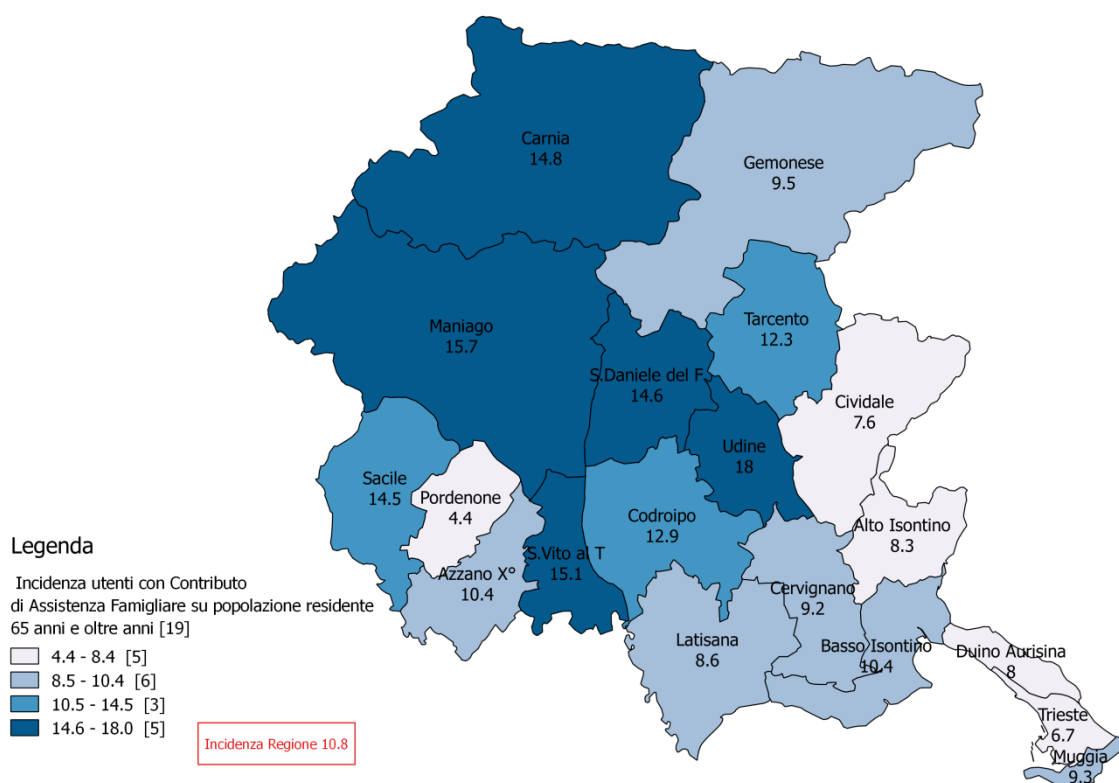 Carnia
14.8
Gemonese
9.5
Tarcento
12.3
Maniago
15.7
S.Daniele del F.
14.6
Cividale
7.6
Udine
18
Sacile
14.5
Pordenone
4.4
Codroipo
12.9
Alto Isontino
8.3
S.Vito al T
15.1
Azzano X°
10.4
Cervignano
9.2
Latisana
8.6
Basso Isontino
10.4
Duino Aurisina
8
Trieste
6.7
Muggia
9.3
Legenda
Incidenza utenti con Contributo
di Assistenza Famigliare su popolazione residente
65 anni e oltre anni [19]
4.4 - 8.4 [5]
8.5 - 10.4 [6]
10.5 - 14.5 [3]
14.6 - 18.0 [5]
Incidenza Regione 10.8